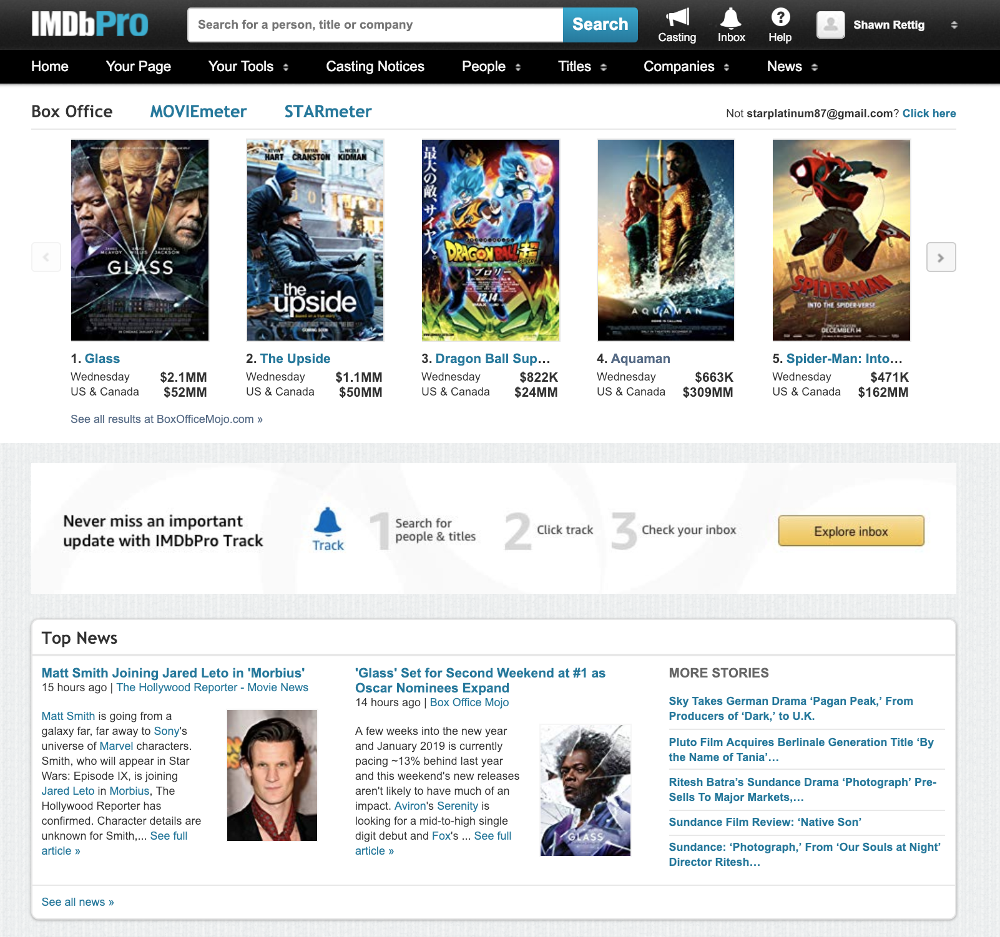 IMDbPro
Search for a person, title or company
Search
Casting
Inbox
Help
Shawn Rettig
Home
Your Page
Your Tools
Casting Notices
People
Titles
Companies
News
Box Office
MOVIEmeter
STARmeter
Not starplatinum87@gmail.com? Click here
GLASS
HART CRANSTON KIDMAN
the
upside
COMING SOON
最大の敵、サイヤ人。
DRAGONBALL超
ブロリー
12.14
AQUAMAN
SPIDER-MAN
INTO THE SPIDER-VERSE
DECEMBER 14
1. Glass
Wednesday $2.1MM
US & Canada $52MM
2. The Upside
Wednesday $1.1MM
US & Canada $50MM
3. Dragon Ball Sup...
Wednesday $822K
US & Canada $24MM
4. Aquaman
Wednesday $663K
US & Canada $309MM
5. Spider-Man: Into...
Wednesday $471K
US & Canada $162MM
See all results at BoxOfficeMojo.com »
Never miss an important
update with IMDbPro Track
Track
1 Search for
people & titles
2 Click track
3 Check your inbox
Explore inbox
Top News
Matt Smith Joining Jared Leto in 'Morbius'
15 hours ago | The Hollywood Reporter - Movie News
Matt Smith is going from a
galaxy far, far away to Sony's
universe of Marvel characters.
Smith, who will appear in Star
Wars: Episode IX, is joining
Jared Leto in Morbius, The
Hollywood Reporter has
confirmed. Character details are
unknown for Smith,... See full
article »
'Glass' Set for Second Weekend at #1 as
Oscar Nominees Expand
14 hours ago | Box Office Mojo
A few weeks into the new year
and January 2019 is currently
pacing ~13% behind last year
and this weekend's new releases
aren't likely to have much of an
impact. Aviron's Serenity is
looking for a mid-to-high single
digit debut and Fox's ... See full
article »
GLASS
MORE STORIES
Sky Takes German Drama ‘Pagan Peak,’ From
Producers of ‘Dark,’ to U.K.
Pluto Film Acquires Berlinale Generation Title ‘By
the Name of Tania’...
Ritesh Batra’s Sundance Drama ‘Photograph’ Pre-
Sells To Major Markets,...
Sundance Film Review: ‘Native Son’
Sundance: ‘Photograph,’ From ‘Our Souls at Night’
Director Ritesh...
See all news »